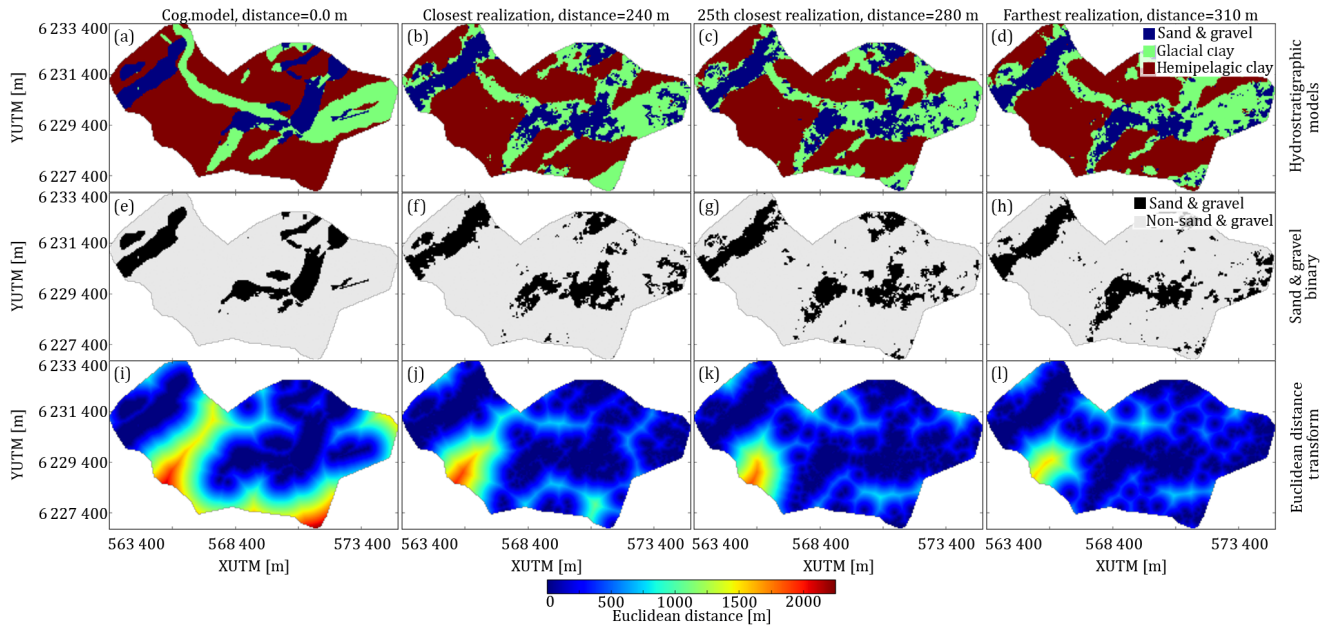 Cog.model, distance=0.0 m
Closest realization, distance=240 m
25th closest realization, distance=280 m
Farthest realization, distance=310 m
6 233 400
6 231 400
6 229 400
6 227 400
YUTM [m]
(a)
(b)
(c)
(d)
Sand & gravel
Glacial clay
Hemipelagic clay
Hydrostratigraphic
models
6 233 400
6 231 400
6 229 400
6 227 400
YUTM [m]
(e)
(f)
(g)
(h)
Sand & gravel
Non-sand & gravel
Sand & gravel
binary
6 233 400
6 231 400
6 229 400
6 227 400
YUTM [m]
(i)
(j)
(k)
(l)
Euclidean distance
transform
563 400 568 400 573 400
XUTM [m]
563 400 568 400 573 400
XUTM [m]
563 400 568 400 573 400
XUTM [m]
563 400 568 400 573 400
XUTM [m]
0 500 1000 1500 2000
Euclidean distance [m]